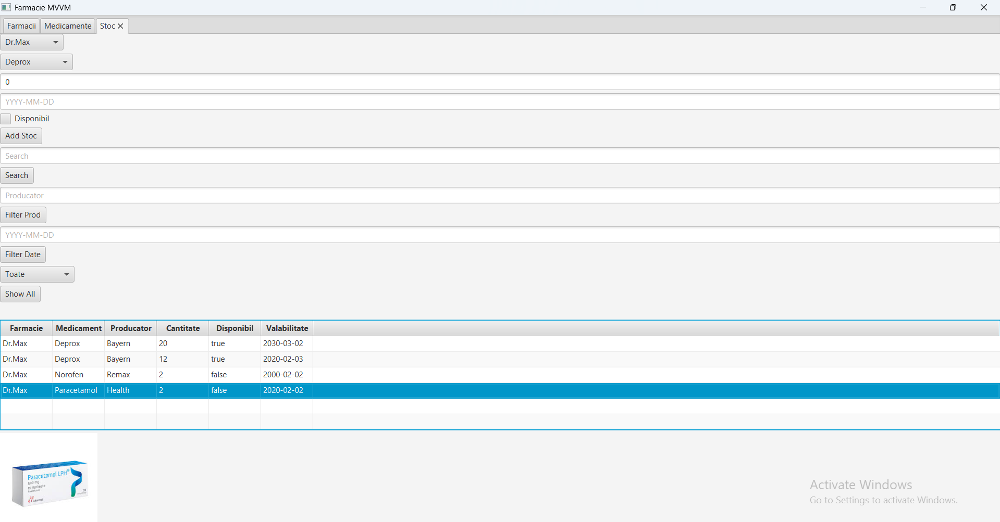 Farmacie MVVM
Farmacii Medicamente Stoc
Dr.Max
Deprox
0
YYYY-MM-DD
Disponibil
Add Stoc
Search
Search
Producator
Filter Prod
YYYY-MM-DD
Filter Date
Toate
Show All
Farmacie Medicament Producator Cantitate Disponibil Valabilitate
Dr.Max Deprox Bayern 20 true 2030-03-02
Dr.Max Deprox Bayern 12 true 2020-02-03
Dr.Max Norofen Remax 2 false 2000-02-02
Dr.Max Paracetamol Health 2 false 2020-02-02
Paracetamol LPH®
500 mg
comprimate
Paracetamol
20
Labormed
Activate Windows
Go to Settings to activate Windows.